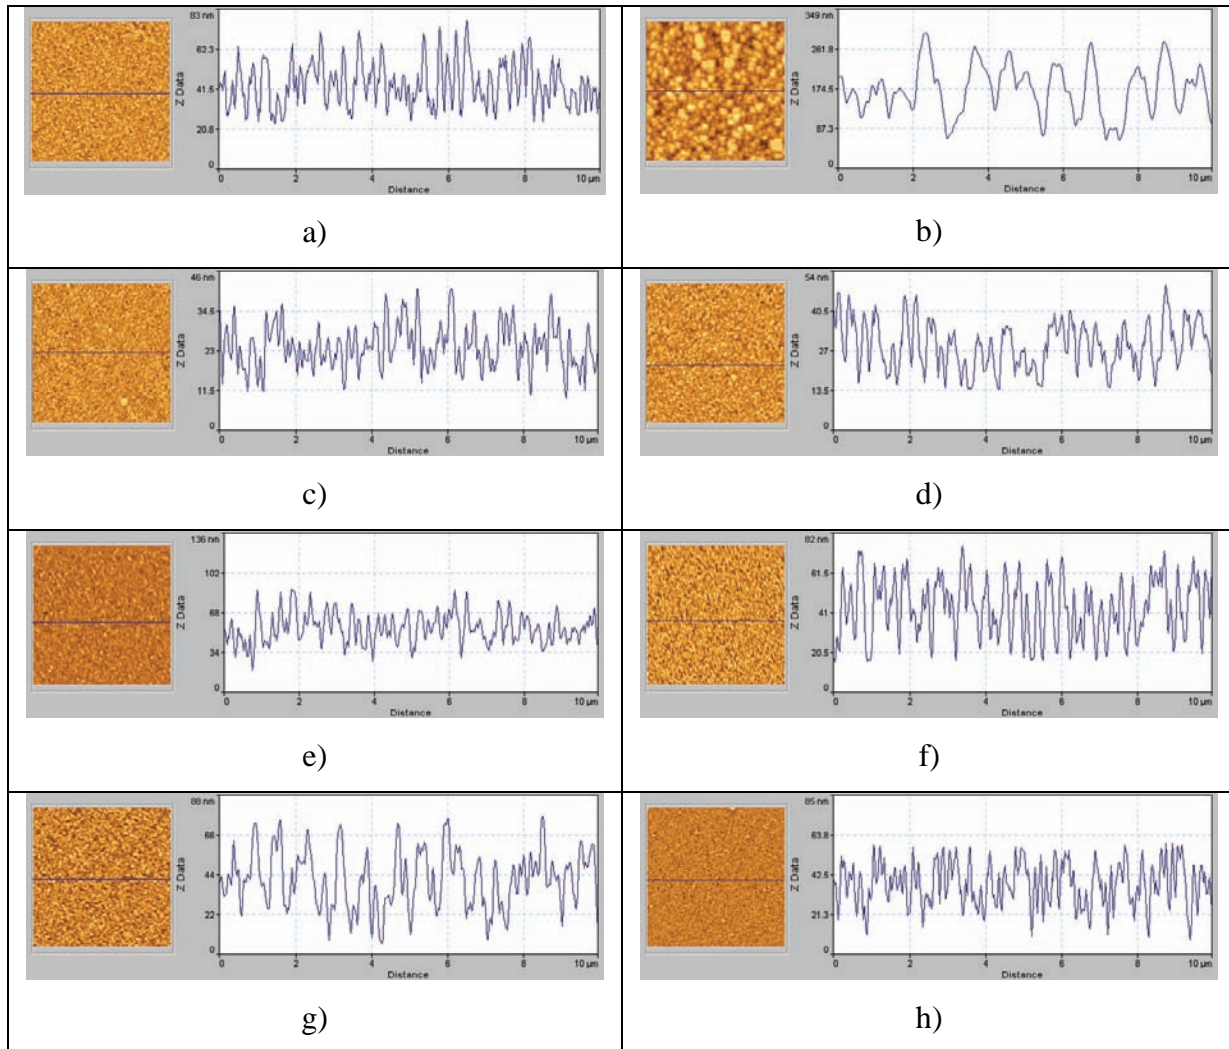 83 nm
62.3
41.5
20.8
0
Z Data
0 2 4 6 8 10 µm
Distance
a)
349 nm
261.8
174.5
87.3
0
Z Data
0 2 4 6 8 10 µm
Distance
b)
46 nm
34.5
23
11.5
0
Z Data
0 2 4 6 8 10 µm
Distance
c)
54 nm
40.5
27
13.5
0
Z Data
0 2 4 6 8 10 µm
Distance
d)
136 nm
102
68
34
0
Z Data
0 2 4 6 8 10 µm
Distance
e)
82 nm
61.5
41
20.5
0
Z Data
0 2 4 6 8 10 µm
Distance
f)
88 nm
66
44
22
0
Z Data
0 2 4 6 8 10 µm
Distance
g)
85 nm
63.8
42.5
21.3
0
Z Data
0 2 4 6 8 10 µm
Distance
h)